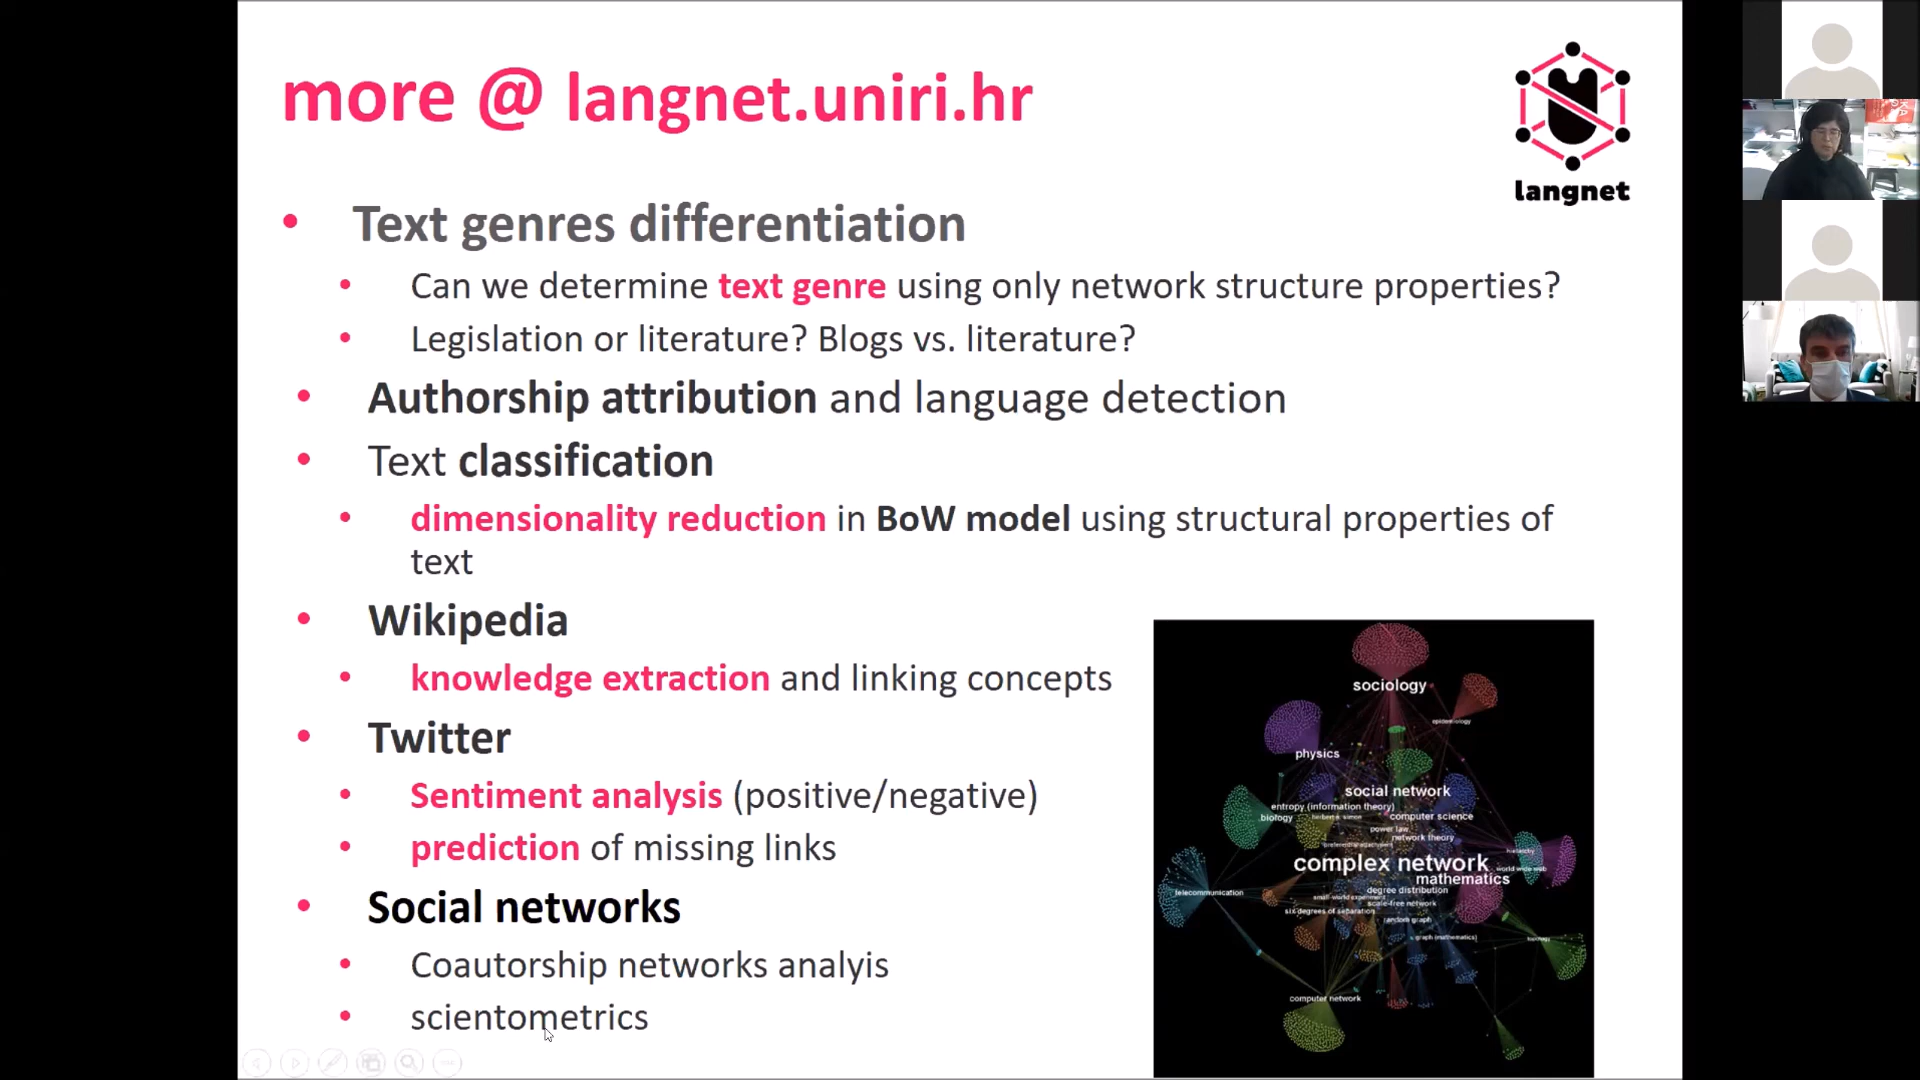 more @ langnet.uniri.hr
langnet
Text genres differentiation
Can we determine text genre using only network structure properties?
Legislation or literature? Blogs vs. literature?
Authorship attribution and language detection
Text classification
dimensionality reduction in BoW model using structural properties of
text
Wikipedia
knowledge extraction and linking concepts
Twitter
Sentiment analysis (positive/negative)
prediction of missing links
Social networks
Coautorship networks analyis
scientometrics
sociology
epidemiology
physics
social network
entropy (information theory)
biology
herbert a. simon
computer science
power law
network theory
preferential attachment
complex network
hierarchy
world wide web
mathematics
telecommunication
degree distribution
small-world experiment
scale-free network
six degrees of separation
random graph
graph (mathematics)
topology
computer network